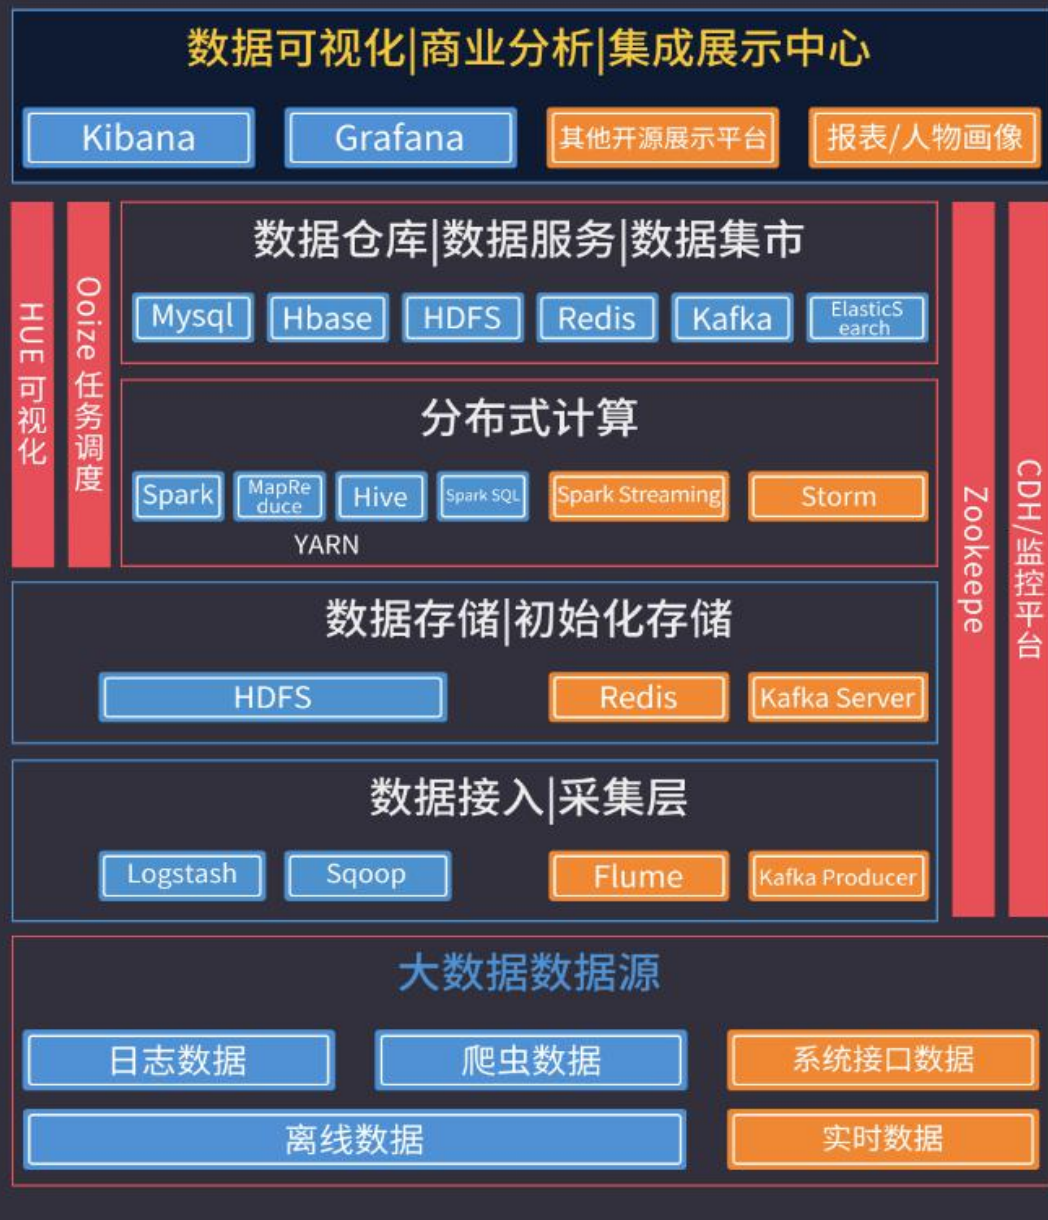 数据可视化|商业分析|集成展示中心
Kibana
Grafana
其他开源展示平台
报表/人物画像
HUE 可视化
Ooize 任务调度
数据仓库|数据服务|数据集市
Mysql
Hbase
HDFS
Redis
Kafka
ElasticS
earch
分布式计算
Spark
MapRe
duce
Hive
Spark SQL
Spark Streaming
Storm
YARN
数据存储|初始化存储
HDFS
Redis
Kafka Server
数据接入|采集层
Logstash
Sqoop
Flume
Kafka Producer
Zookeepe
CDH/监控平台
大数据数据源
日志数据
爬虫数据
系统接口数据
离线数据
实时数据